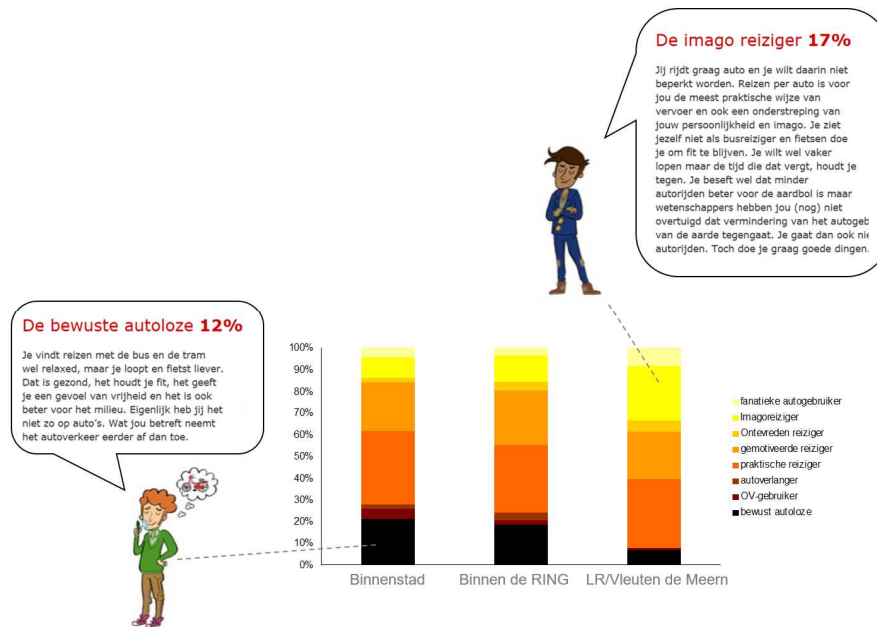 De imago reiziger 17%
Jij rijdt graag auto en je wilt daarin niet
beperkt worden. Reizen per auto is voor
jou de meest praktische wijze van
vervoer en ook een onderstreping van
jouw persoonlijkheid en imago. Je ziet
jezelf niet als busreiziger en fietsen doe
je om fit te blijven. Je wilt wel vaker
lopen maar de tijd die dat vergt, houdt je
tegen. Je beseft wel dat minder
autorijden beter voor de aardbol is maar
wetenschappers hebben jou (nog) niet
overtuigd dat vermindering van het autogeb
van de aarde tegengaat. Je gaat dan ook nie
autorijden. Toch doe je graag goede dingen.
De bewuste autoloze 12%
Je vindt reizen met de bus en de tram
wel relaxed, maar je loopt en fietst liever.
Dat is gezond, het houdt je fit, het geeft
je een gevoel van vrijheid en het is ook
beter voor het milieu. Eigenlijk heb jij het
niet zo op auto's. Wat jou betreft neemt
het autoverkeer eerder af dan toe.
100%
90%
80%
70%
60%
50%
40%
30%
20%
10%
0%
Binnenstad
Binnen de RING
LR/Vleuten de Meern
fanatieke autogebruiker
Imagoreiziger
Ontevreden reiziger
gemotiveerde reiziger
praktische reiziger
autoverlanger
OV-gebruiker
bewust autoloze